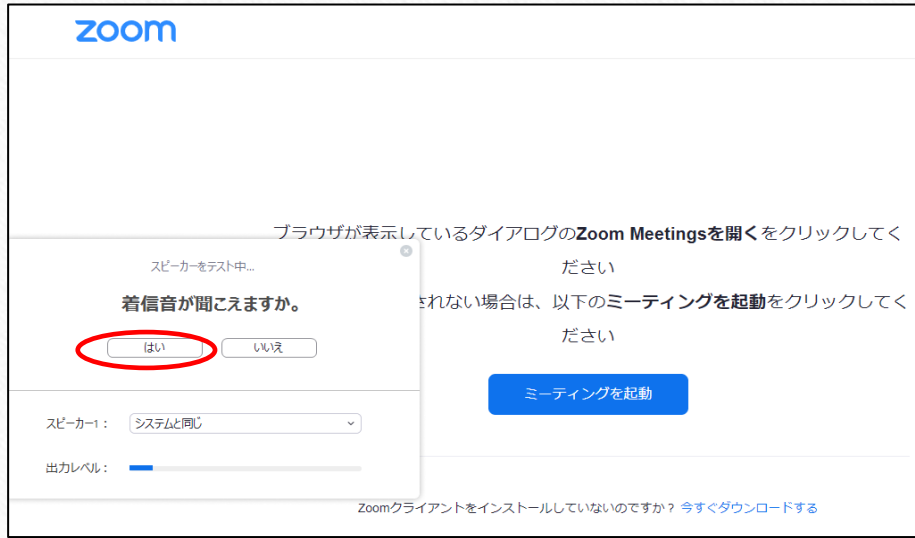 zoom
ブラウザが表示しているダイアログのZoom Meetingsを開くをクリックしてく
ださい
されない場合は、以下のミーティングを起動をクリックしてく
ださい
ミーティングを起動
スピーカーをテスト中...
着信音が聞こえますか。
はい いいえ
スピーカー1： システムと同じ
出力レベル：
Zoomクライアントをインストールしていないのですか？ 今すぐダウンロードする